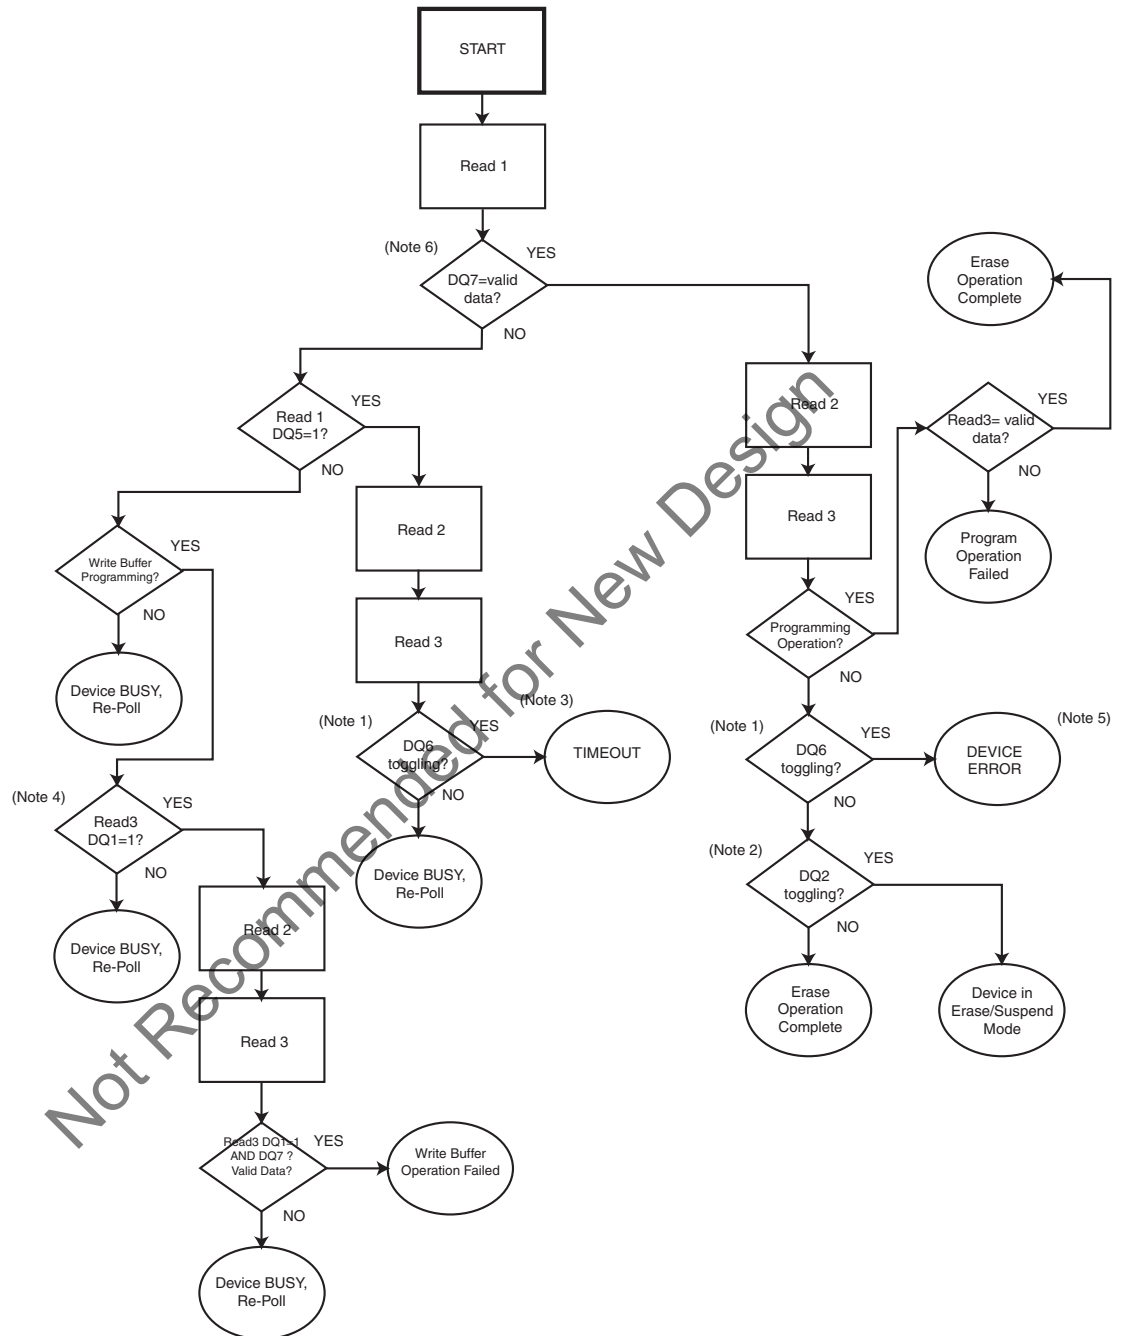 START
Read 1
(Note 6)
YES
DQ7=valid
data?
NO
Erase
Operation
Complete
Read 1
DQ5=1?
YES
NO
Read 2
Read3= valid
data?
YES
NO
Write Buffer
Programming?
YES
NO
Read 2
Read 3
Program
Operation
Failed
Device BUSY,
Re-Poll
Read 3
Programming
Operation?
YES
NO
(Note 1)
DQ6
toggling?
YES
(Note 3)
NO
TIMEOUT
(Note 1)
DQ6
toggling?
YES
NO
DEVICE
ERROR
(Note 5)
(Note 4)
Read3
DQ1=1?
YES
NO
Device BUSY,
Re-Poll
(Note 2)
DQ2
toggling?
YES
NO
Device BUSY,
Re-Poll
Read 2
Erase
Operation
Complete
Device in
Erase/Suspend
Mode
Read 3
Read3 DQ1=1
AND DQ7 ?
Valid Data?
YES
NO
Write Buffer
Operation Failed
Device BUSY,
Re-Poll
Not Recommended for New Design